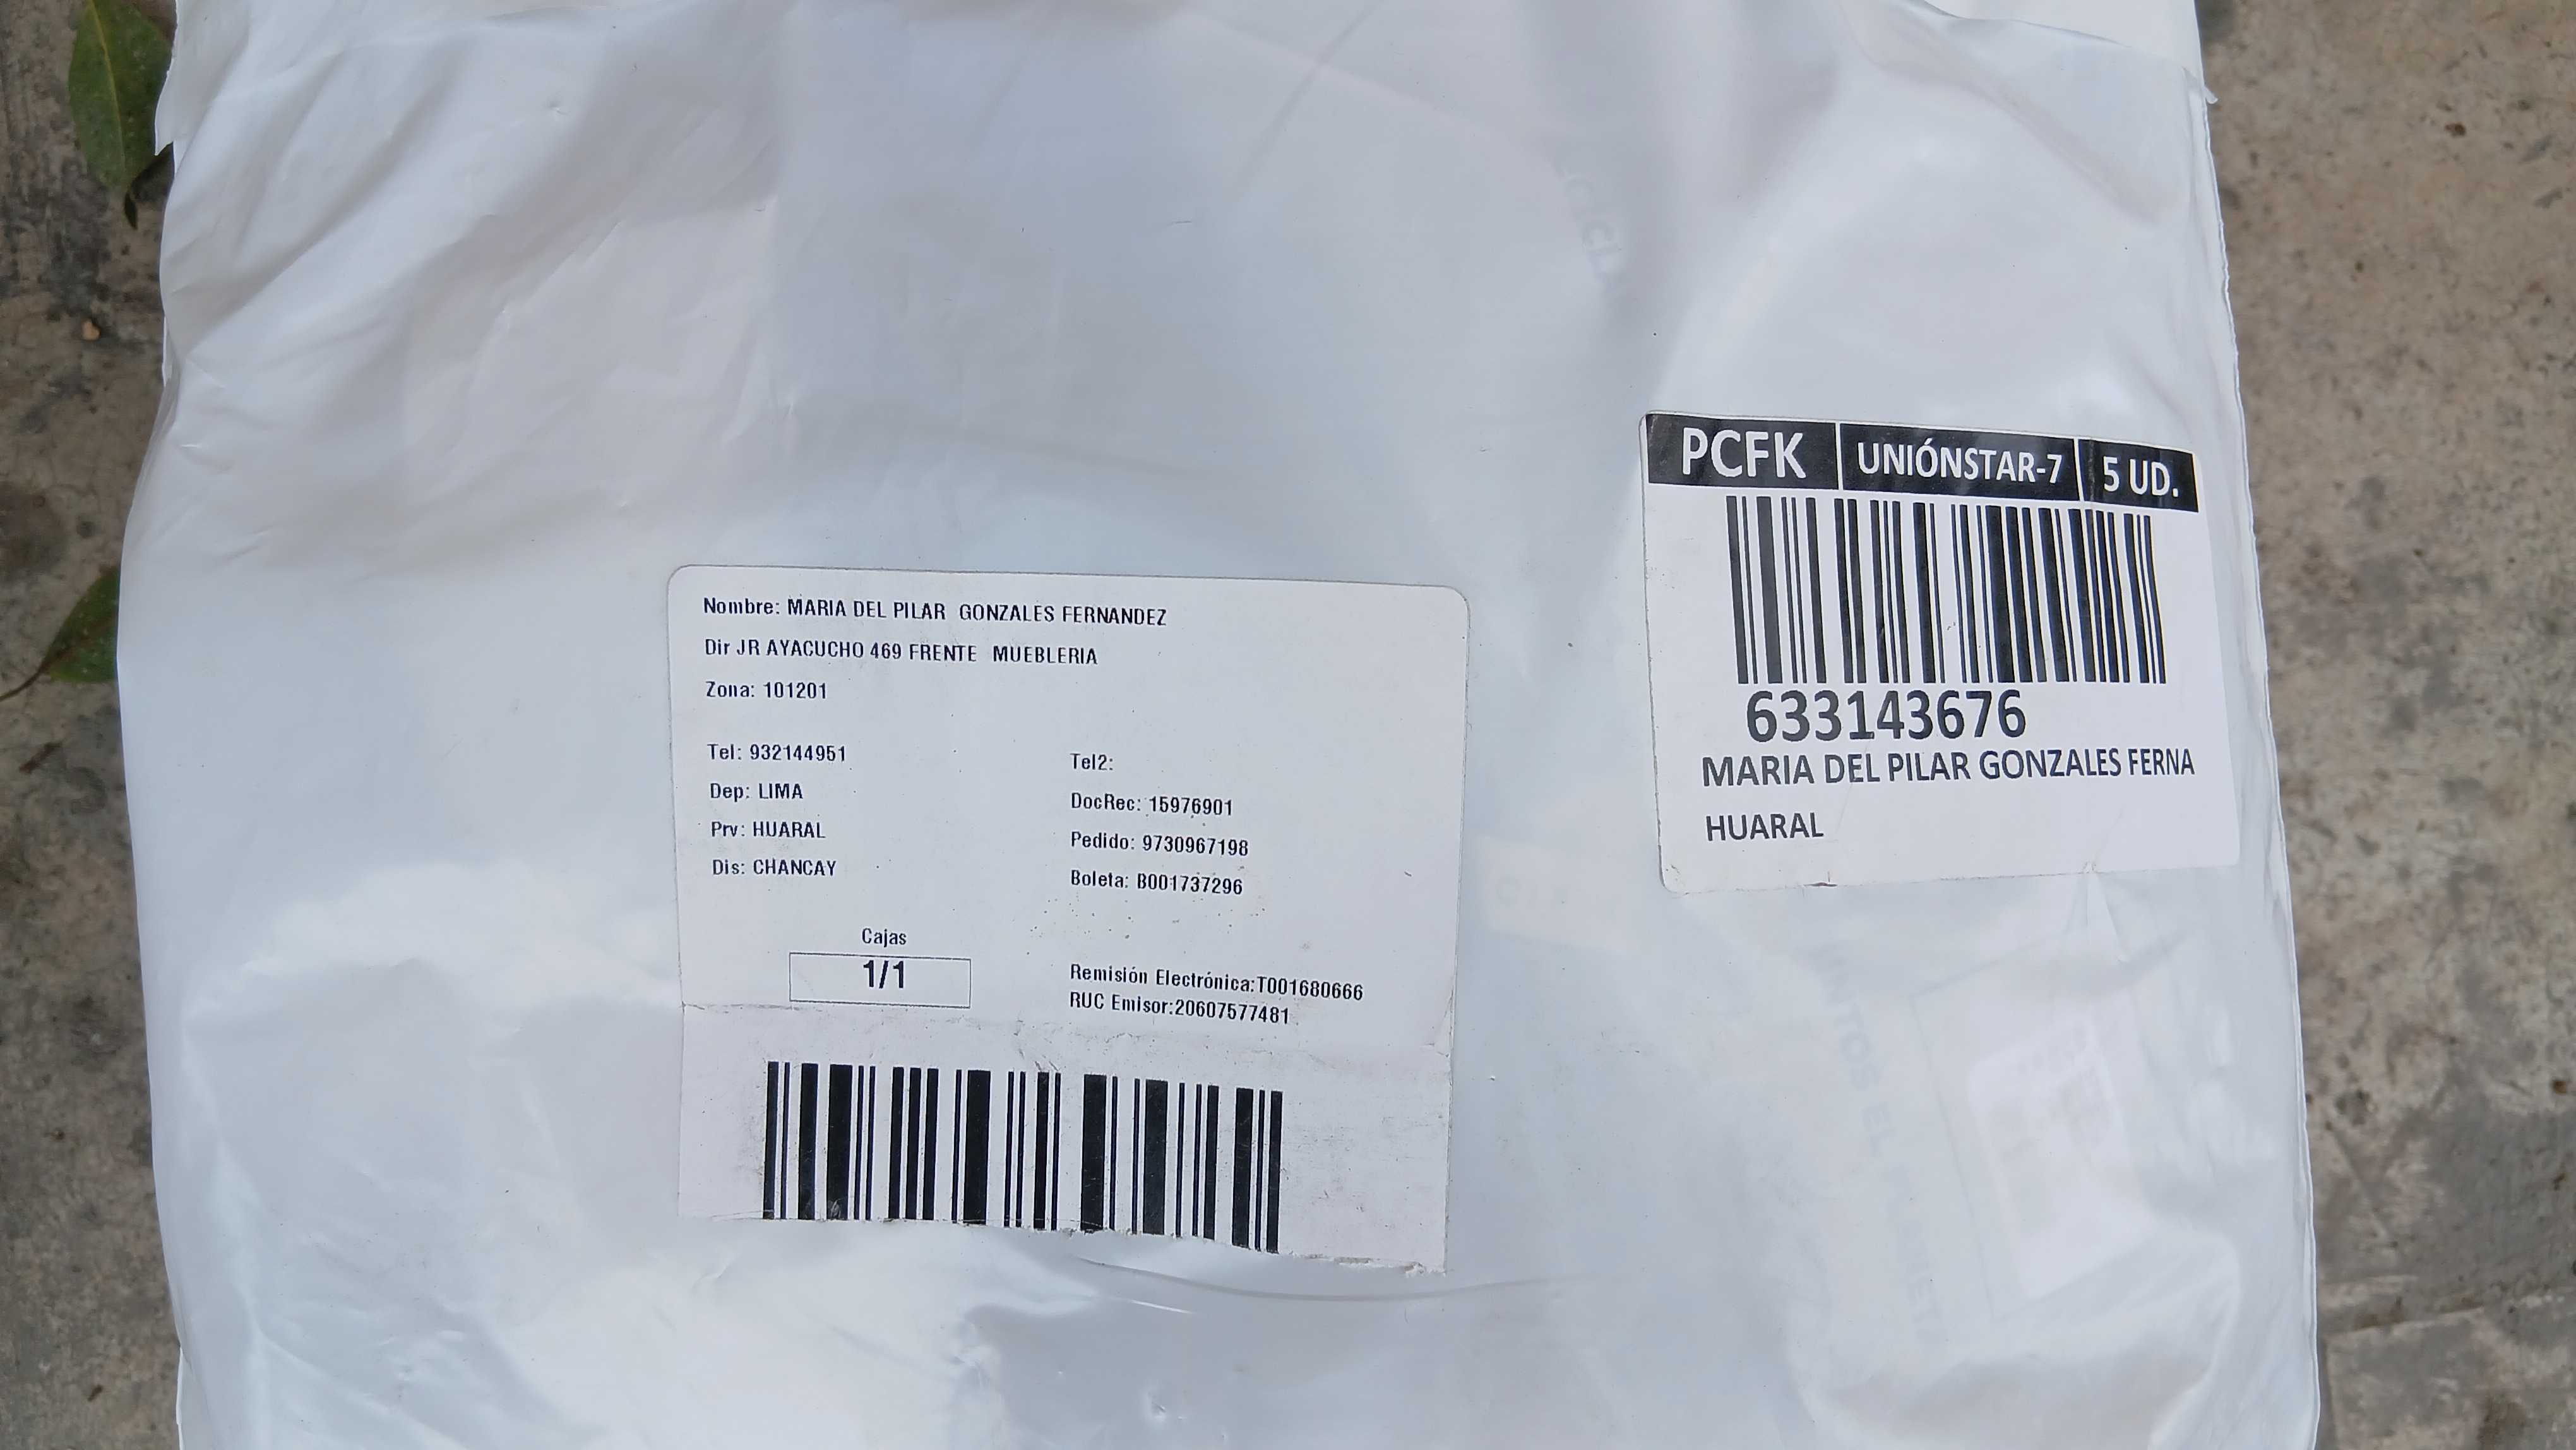 Nombre: MARIA DEL PILAR GONZALES FERNANDEZ
Dir JR AYACUCHO 469 FRENTE MUEBLERIA
Zona: 101201
Tel: 932144951
Dep: LIMA
Prv: HUARAL
Dis: CHANCAY
Tel2:
DocRec: 15976901
Pedido: 9730967198
Boleta: B001737296
Cajas
1/1
Remisión Electrónica:T001680666
RUC Emisor:20607577481
PCFK UNIÓNSTAR-7 5 UD.
633143676
MARIA DEL PILAR GONZALES FERNA
HUARAL